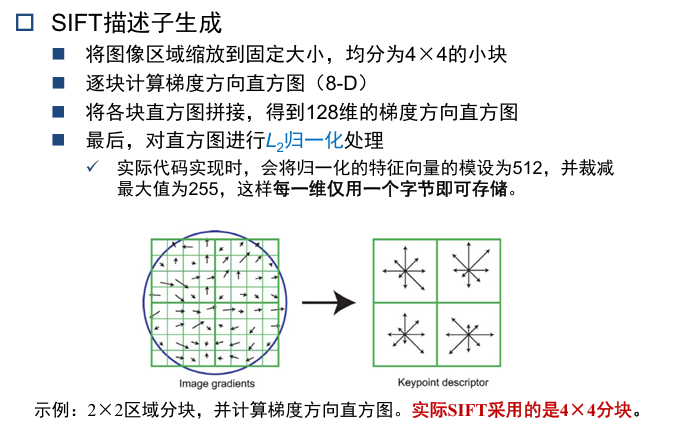 SIFT描述子生成
将图像区域缩放到固定大小，均分为4×4的小块
逐块计算梯度方向直方图（8-D）
将各块直方图拼接，得到128维的梯度方向直方图
最后，对直方图进行L2归一化处理
实际代码实现时，会将归一化的特征向量的模设为512，并裁减
最大值为255，这样每一维仅用一个字节即可存储。
Image gradients
Keypoint descriptor
示例：2×2区域分块，并计算梯度方向直方图。实际SIFT采用的是4×4分块。